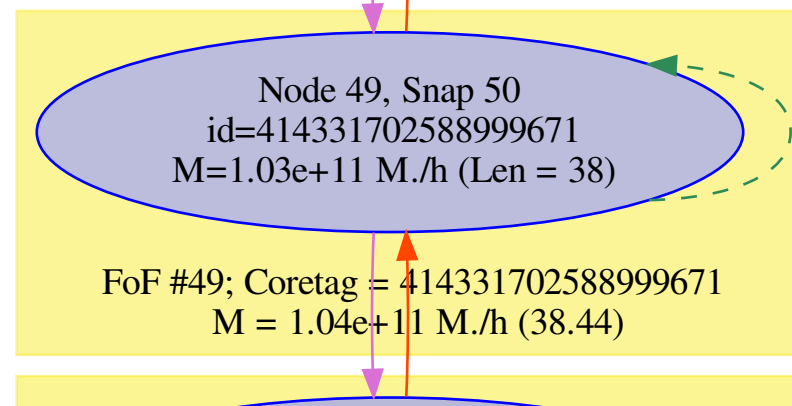 Node 49, Snap 50
id=414331702588999671
M=1.03e+11 M./h (Len = 38)
FoF #49; Coretag = 414331702588999671
M = 1.04e+11 M./h (38.44)